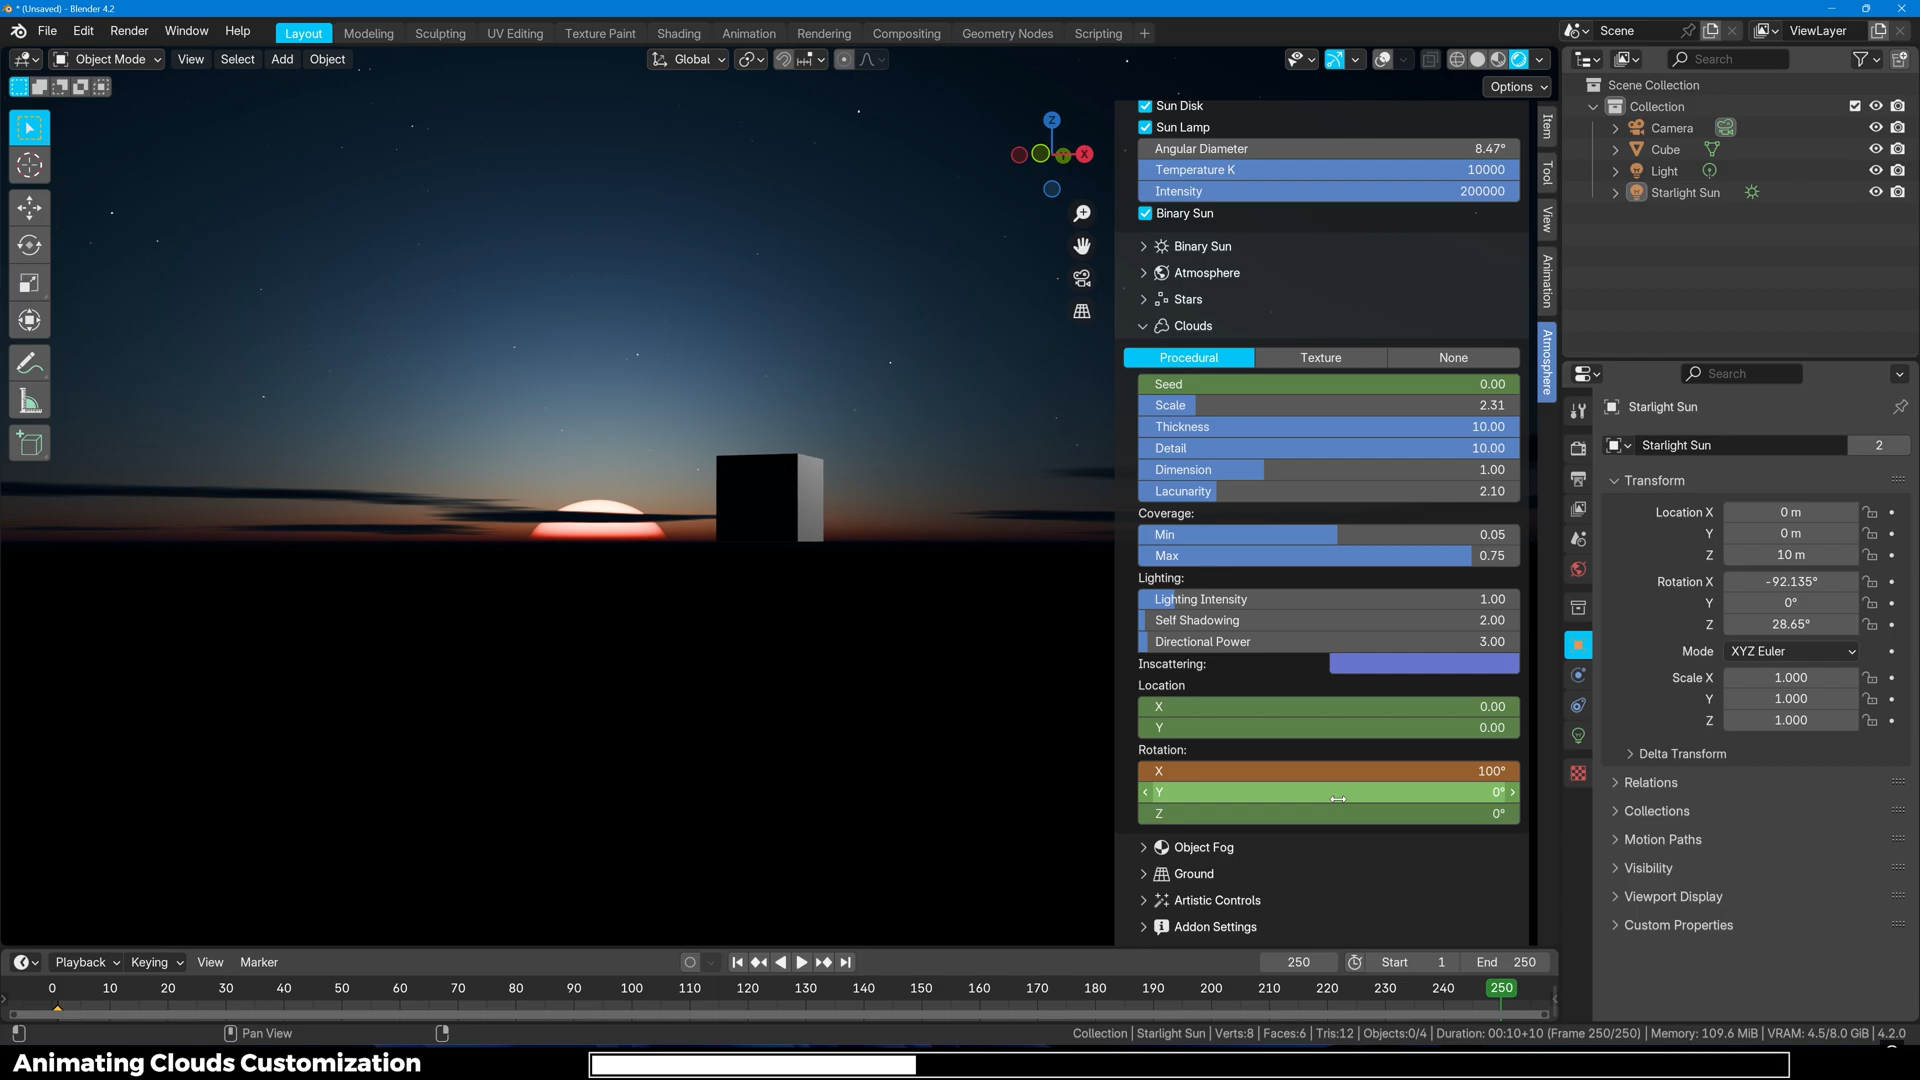 * (Unsaved) - Blender 4.2
File Edit Render Window Help Layout Modeling Sculpting UV Editing Texture Paint Shading Animation Rendering Compositing Geometry Nodes Scripting + Scene ViewLayer
Object Mode View Select Add Object Global Search
Options
Scene Collection
Collection
Camera
Cube
Light
Starlight Sun
Z
X
Y
Item
Tool
View
Animation
Atmosphere
Sun Disk
Sun Lamp
Angular Diameter 8.47°
Temperature K 10000
Intensity 200000
Binary Sun
Binary Sun
Atmosphere
Stars
Clouds
Procedural Texture None
Seed 0.00
Scale 2.31
Thickness 10.00
Detail 10.00
Dimension 1.00
Lacunarity 2.10
Coverage:
Min 0.05
Max 0.75
Lighting:
Lighting Intensity 1.00
Self Shadowing 2.00
Directional Power 3.00
Inscattering:
Location
X 0.00
Y 0.00
Rotation:
X 100°
Y 0°
Z 0°
Object Fog
Ground
Artistic Controls
Addon Settings
Search
Starlight Sun
Starlight Sun 2
Transform
Location X 0 m
Y 0 m
Z 10 m
Rotation X -92.135°
Y 0°
Z 28.65°
Mode XYZ Euler
Scale X 1.000
Y 1.000
Z 1.000
Delta Transform
Relations
Collections
Motion Paths
Visibility
Viewport Display
Custom Properties
Playback Keying View Marker 250 Start 1 End 250
0 10 20 30 40 50 60 70 80 90 100 110 120 130 140 150 160 170 180 190 200 210 220 230 240 250
Pan View Collection | Starlight Sun | Verts:8 | Faces:6 | Tris:12 | Objects:0/4 | Duration: 00:10+10 (Frame 250/250) | Memory: 109.6 MiB | VRAM: 4.5/8.0 GiB | 4.2.0
Animating Clouds Customization